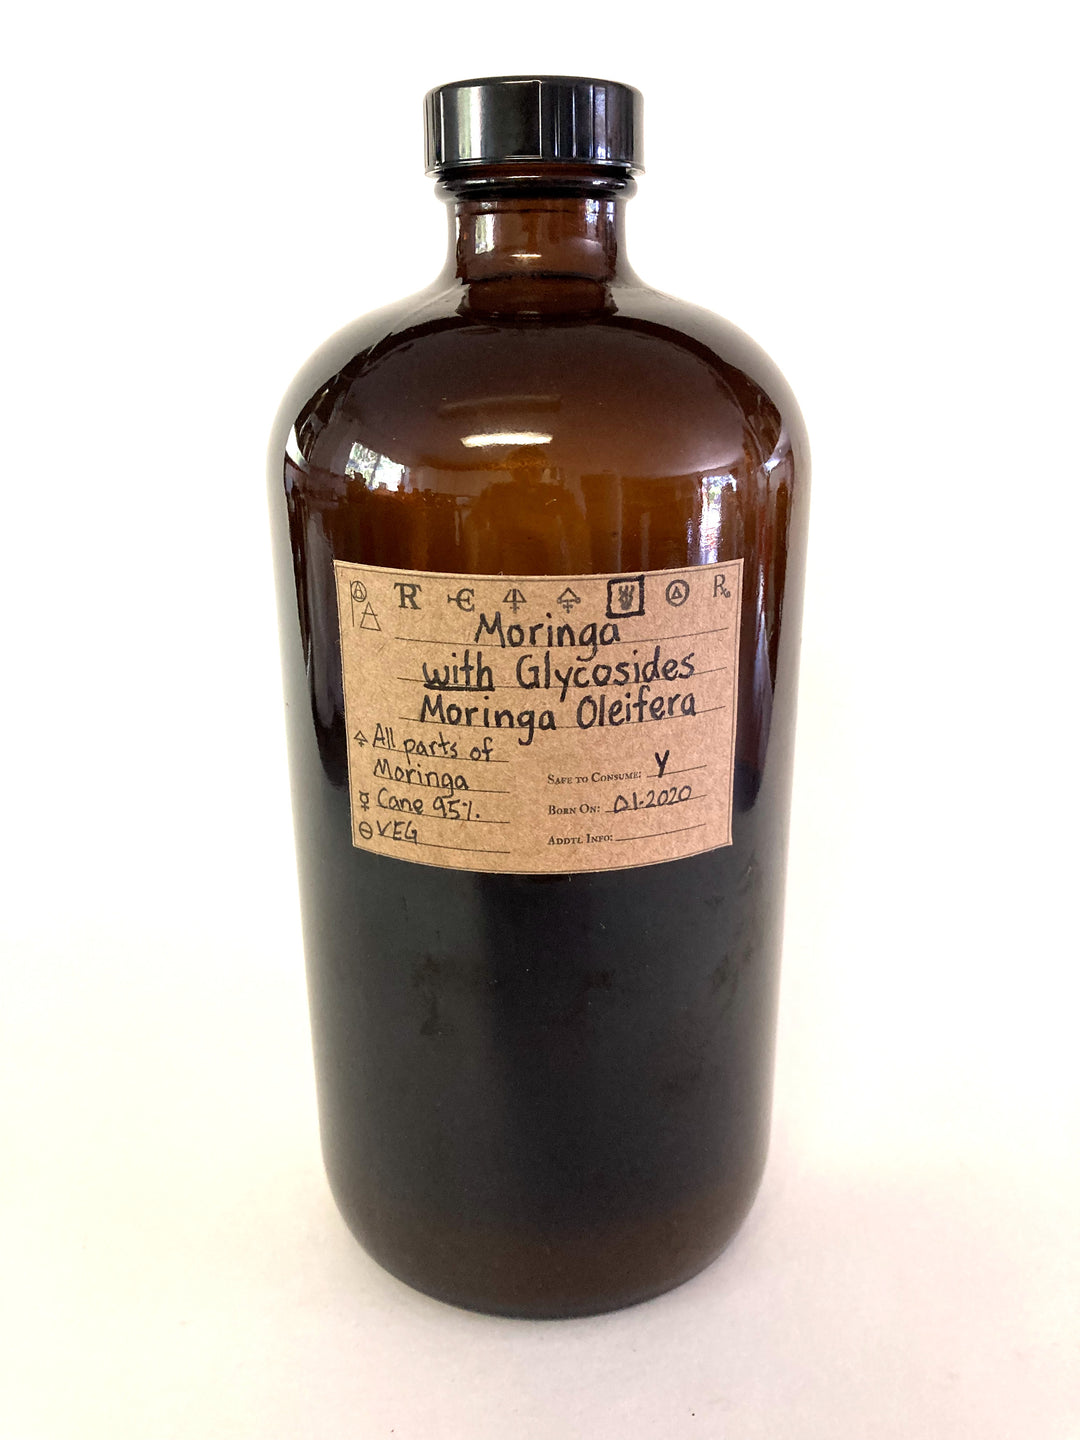 Moringa
with Glycosides
Moringa Oleifera
All parts of
Moringa
Cane 95%.
VEG
SAFE TO CONSUME: Y
BORN ON: 01-2020
ADDTL INFO: